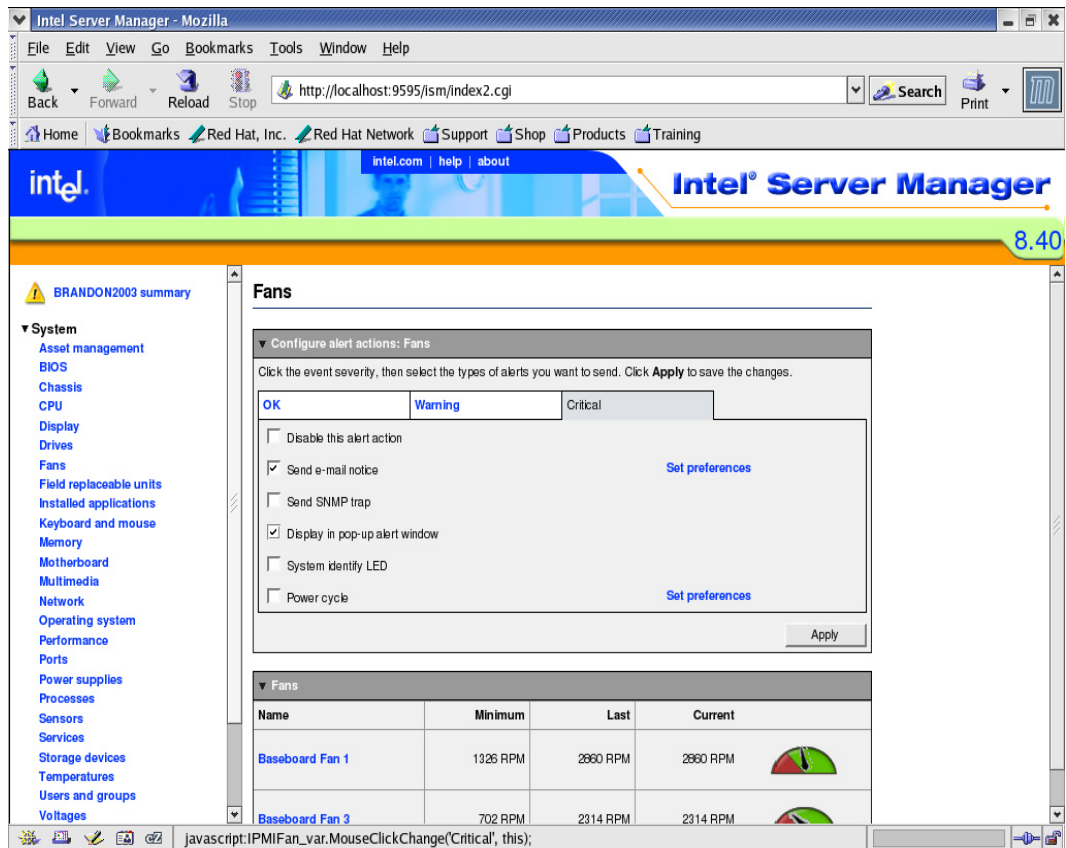 Intel Server Manager - Mozilla
File Edit View Go Bookmarks Tools Window Help
Back Forward Reload Stop http://localhost:9595/ism/index2.cgi Search Print
Home Bookmarks Red Hat, Inc. Red Hat Network Support Shop Products Training
intel.com | help | about
intel. Intel® Server Manager
8.40
BRANDON2003 summary
System
Asset management
BIOS
Chassis
CPU
Display
Drives
Fans
Field replaceable units
Installed applications
Keyboard and mouse
Memory
Motherboard
Multimedia
Network
Operating system
Performance
Ports
Power supplies
Processes
Sensors
Services
Storage devices
Temperatures
Users and groups
Voltages
Fans
Configure alert actions: Fans
Click the event severity, then select the types of alerts you want to send. Click Apply to save the changes.
OK Warning Critical
Disable this alert action
Send e-mail notice Set preferences
Send SNMP trap
Display in pop-up alert window
System identify LED
Power cycle Set preferences
Apply
Fans
Name Minimum Last Current
Baseboard Fan 1 1326 RPM 2860 RPM 2860 RPM
Baseboard Fan 3 702 RPM 2314 RPM 2314 RPM
javascript:IPMIFan_var.MouseClickChange('Critical', this);